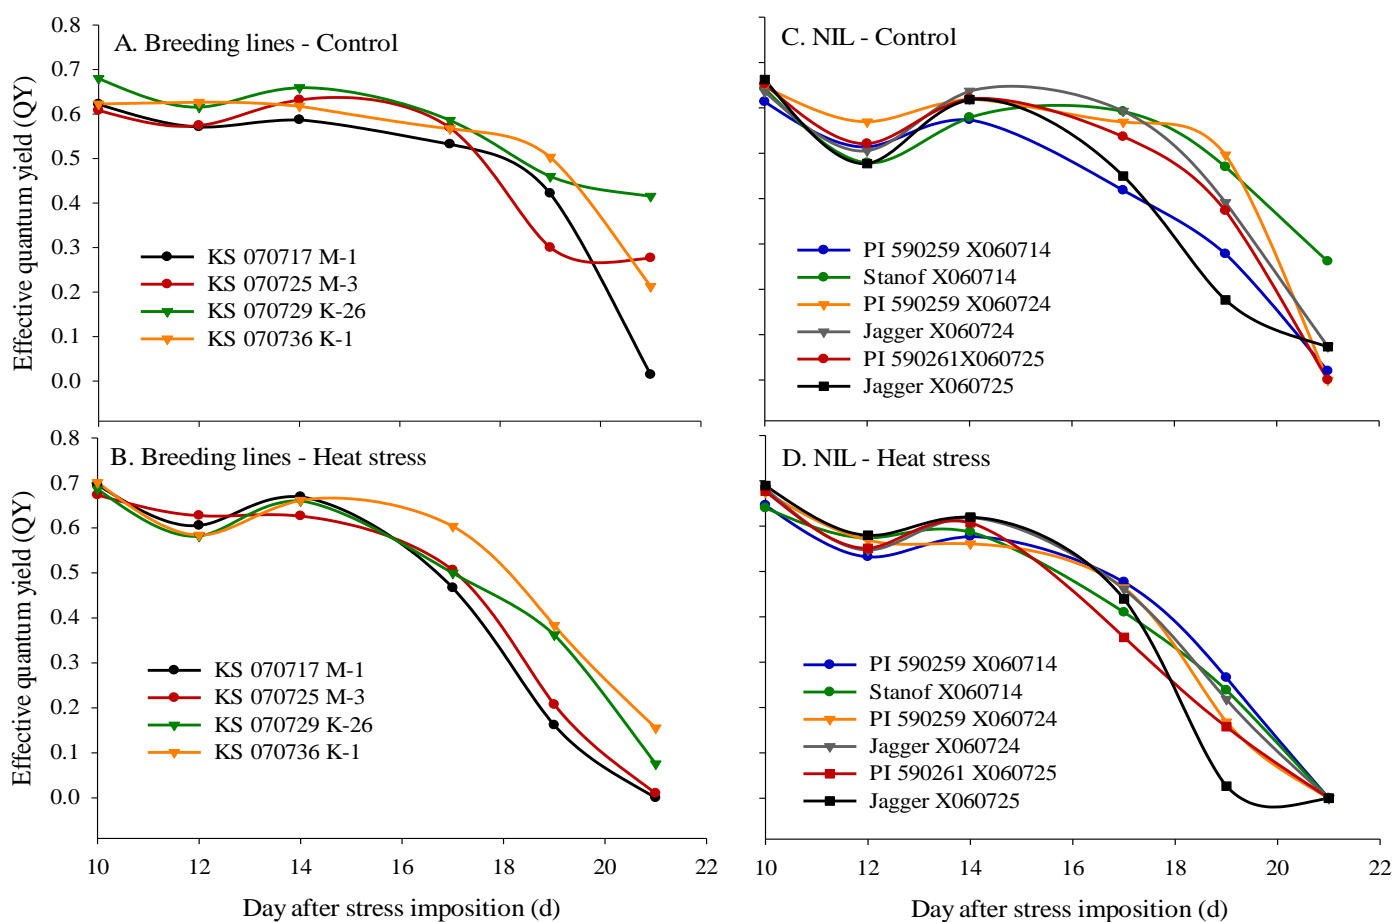 A. Breeding lines - Control
Effective quantum yield (QY)
0.8
0.7
0.6
0.5
0.4
0.3
0.2
0.1
0.0
KS 070717 M-1
KS 070725 M-3
KS 070729 K-26
KS 070736 K-1
C. NIL - Control
PI 590259 X060714
Stanof X060714
PI 590259 X060724
Jagger X060724
PI 590261X060725
Jagger X060725
B. Breeding lines - Heat stress
Effective quantum yield (QY)
0.8
0.7
0.6
0.5
0.4
0.3
0.2
0.1
0.0
KS 070717 M-1
KS 070725 M-3
KS 070729 K-26
KS 070736 K-1
10 12 14 16 18 20 22
Day after stress imposition (d)
D. NIL - Heat stress
PI 590259 X060714
Stanof X060714
PI 590259 X060724
Jagger X060724
PI 590261 X060725
Jagger X060725
10 12 14 16 18 20 22
Day after stress imposition (d)